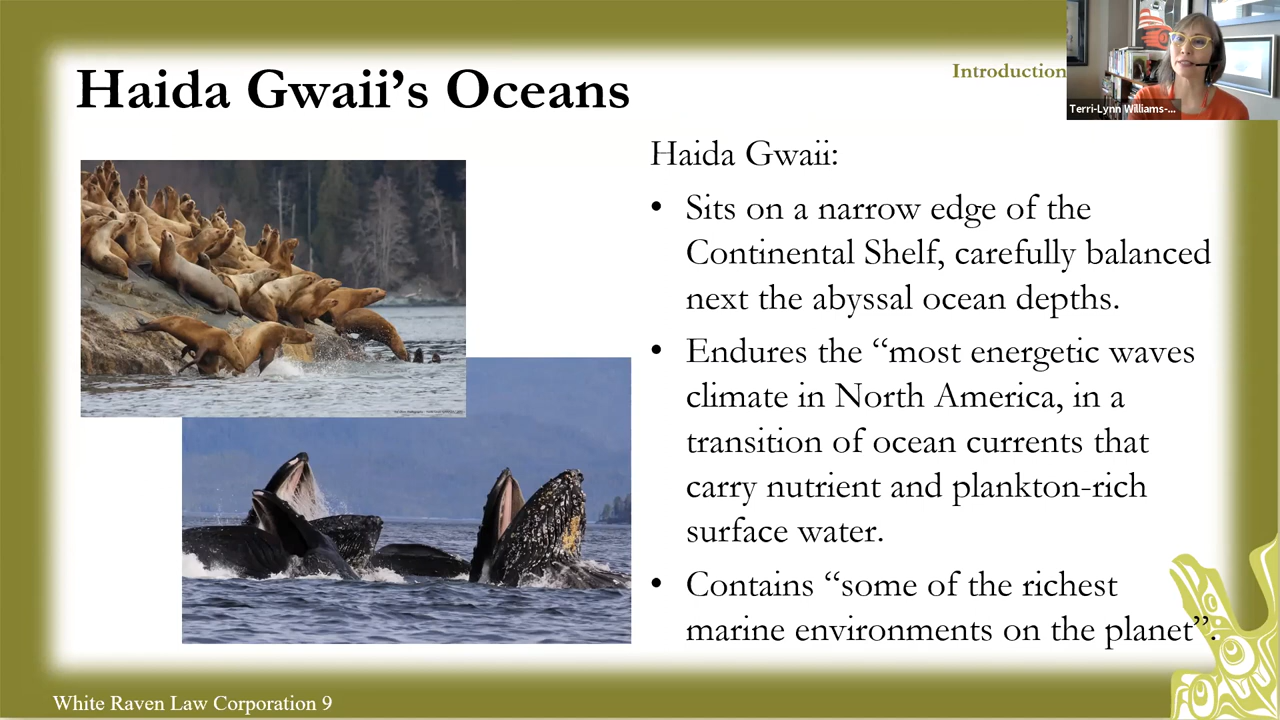 Haida Gwaii’s Oceans
Introduction
Terri-Lynn Williams-...
Haida Gwaii:
• Sits on a narrow edge of the
Continental Shelf, carefully balanced
next the abyssal ocean depths.
• Endures the “most energetic waves
climate in North America, in a
transition of ocean currents that
carry nutrient and plankton-rich
surface water.
• Contains “some of the richest
marine environments on the planet”.
White Raven Law Corporation 9